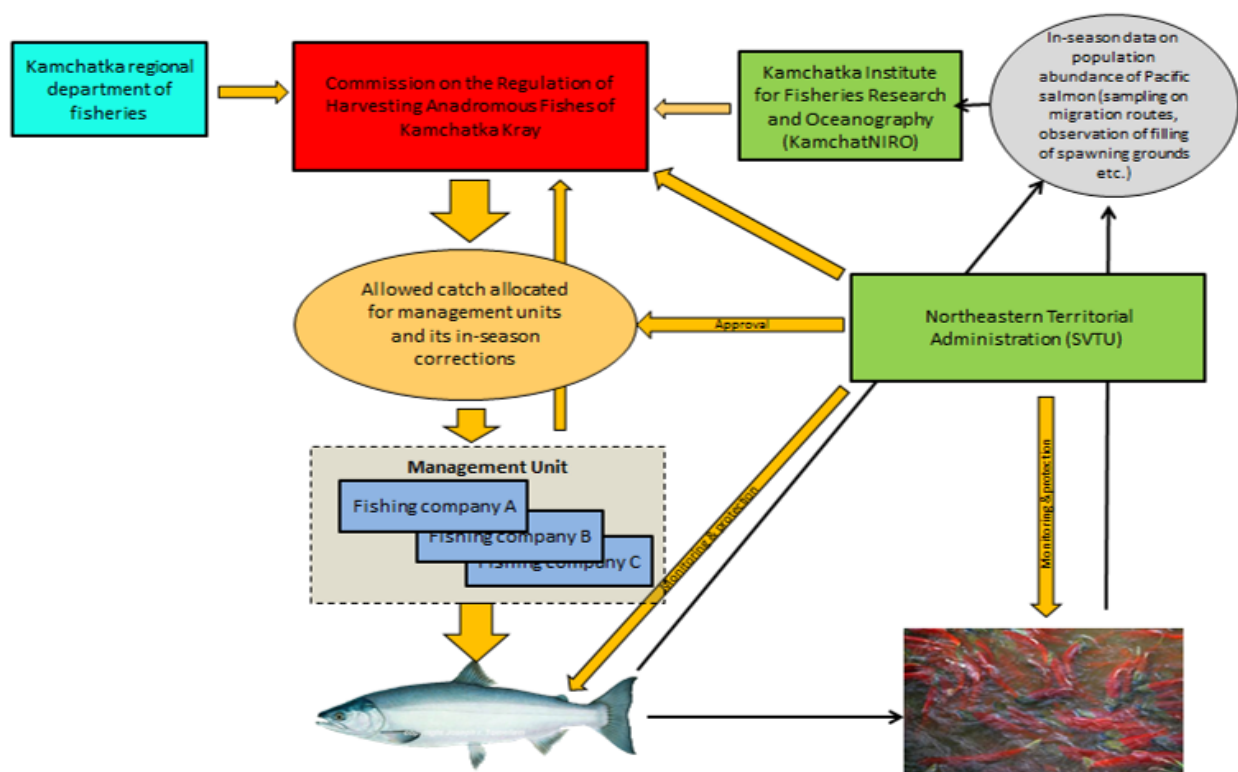 Kamchatka regional
department of
fisheries
Commission on the Regulation of
Harvesting Anadromous Fishes of
Kamchatka Kray
Kamchatka Institute
for Fisheries Research
and Oceanography
(KamchatNIRO)
In-season data on
population
abundance of Pacific
salmon (sampling on
migration routes,
observation of filling
of spawning grounds
etc.)
Allowed catch allocated
for management units
and its in-season
corrections
Approval
Northeastern Territorial
Administration (SVTU)
Management Unit
Fishing company A
Fishing company B
Fishing company C
Monitoring & protection
Monitoring & protection